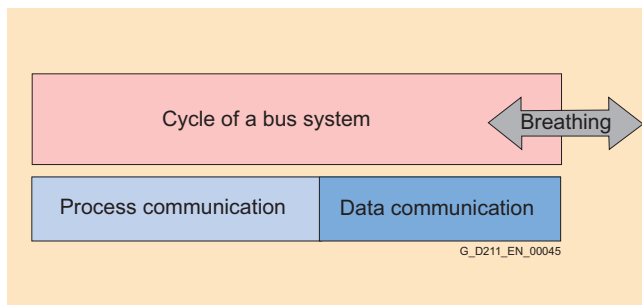 Cycle of a bus system
Breathing
Process communication
Data communication
G_D211_EN_00045